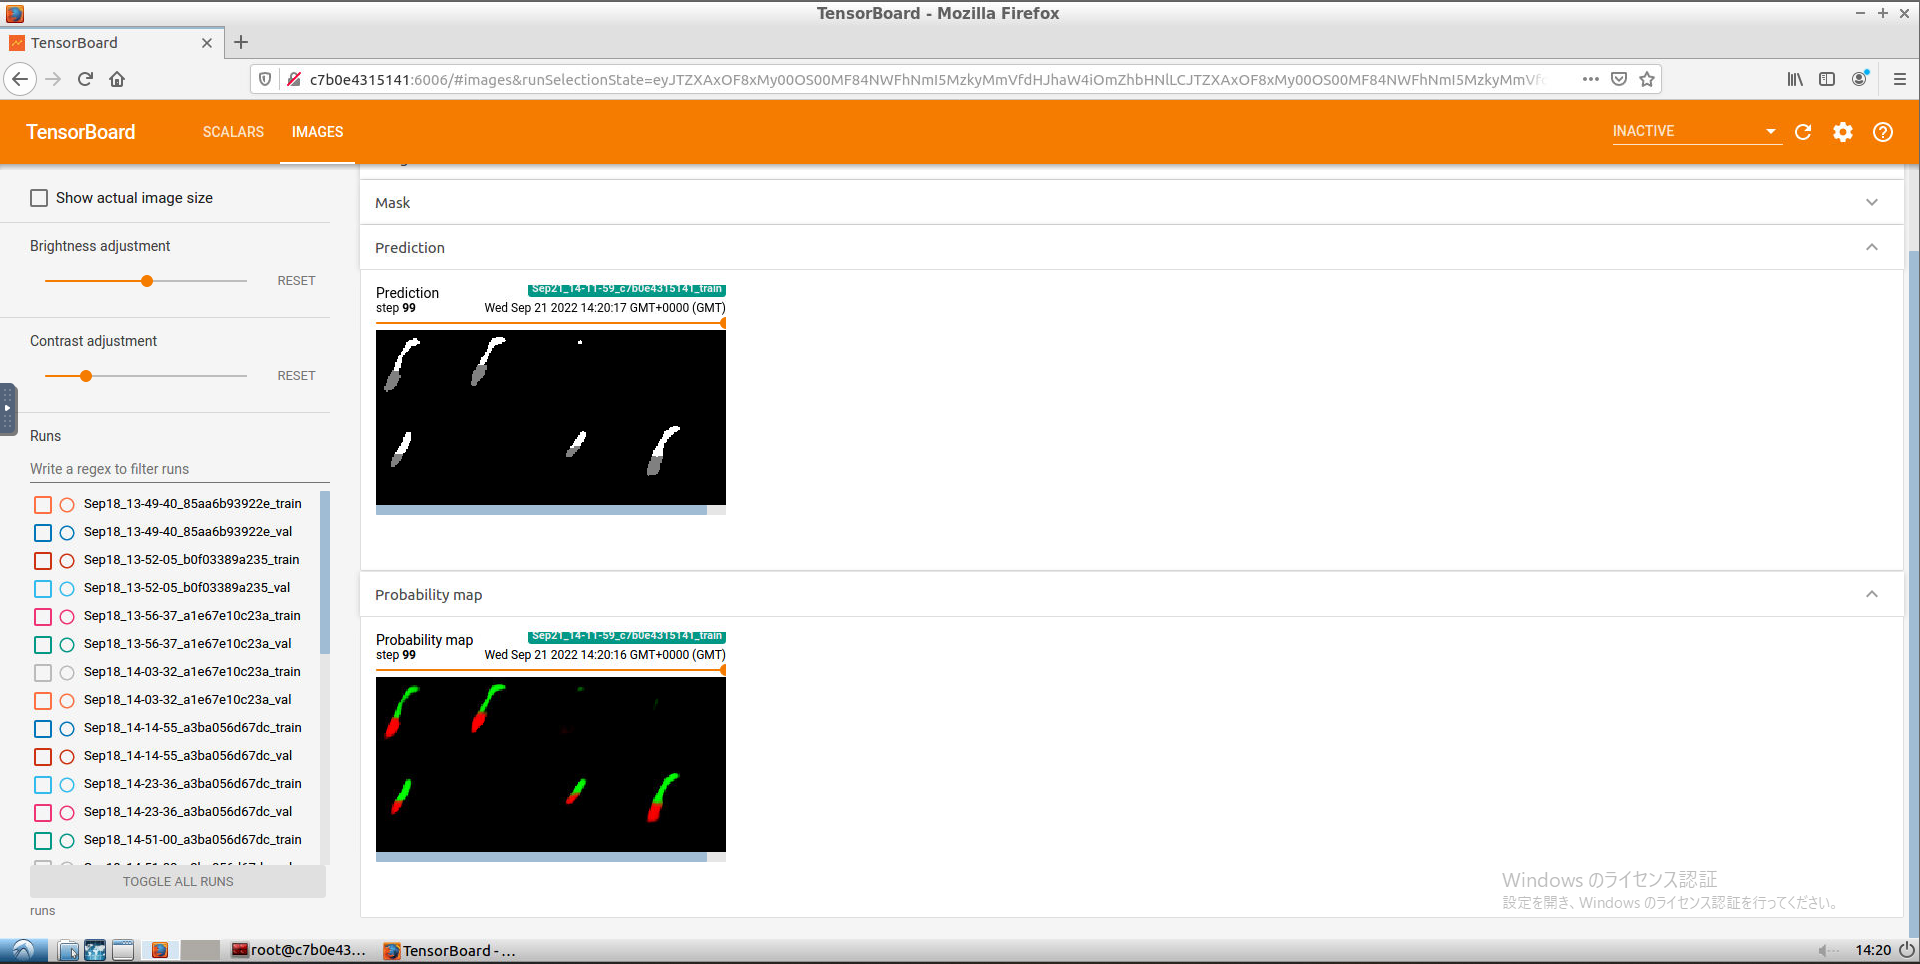 TensorBoard - Mozilla Firefox
TensorBoard
c7b0e4315141:6006/#images&runSelectionState=eyJTZXAxOF8xMy00OS00MF84NWFhNmI5MzkyMmVfdHJhaW4iOmZhbHNlLCJTZXAxOF8xMy00OS00MF84NWFhNmI5MzkyMmVfd
TensorBoard
SCALARS
IMAGES
INACTIVE
Show actual image size
Brightness adjustment
RESET
Contrast adjustment
RESET
Runs
Write a regex to filter runs
Sep18_13-49-40_85aa6b93922e_train
Sep18_13-49-40_85aa6b93922e_val
Sep18_13-52-05_b0f03389a235_train
Sep18_13-52-05_b0f03389a235_val
Sep18_13-56-37_a1e67e10c23a_train
Sep18_13-56-37_a1e67e10c23a_val
Sep18_14-03-32_a1e67e10c23a_train
Sep18_14-03-32_a1e67e10c23a_val
Sep18_14-14-55_a3ba056d67dc_train
Sep18_14-14-55_a3ba056d67dc_val
Sep18_14-23-36_a3ba056d67dc_train
Sep18_14-23-36_a3ba056d67dc_val
Sep18_14-51-00_a3ba056d67dc_train
TOGGLE ALL RUNS
runs
Mask
Prediction
Prediction
Sep21_14-11-59_c7b0e4315141_train
step 99
Wed Sep 21 2022 14:20:17 GMT+0000 (GMT)
Probability map
Probability map
Sep21_14-11-59_c7b0e4315141_train
step 99
Wed Sep 21 2022 14:20:16 GMT+0000 (GMT)
Windows のライセンス認証
設定を開き、Windows のライセンス認証を行ってください。
root@c7b0e43...
TensorBoard - ...
14:20